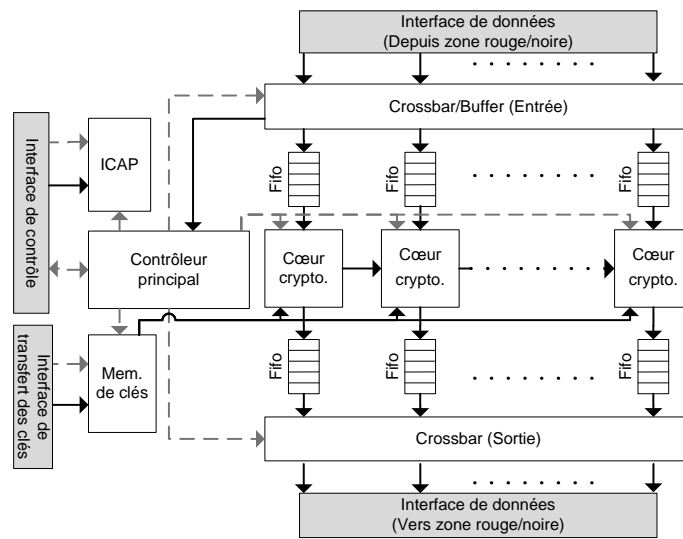 Interface de données
(Depuis zone rouge/noire)
Crossbar/Buffer (Entrée)
Interface de contrôle
ICAP
Fifo
Fifo
Fifo
Contrôleur
principal
Cœur
crypto.
Cœur
crypto.
Cœur
crypto.
Interface de
transfert des clés
Mem.
de clés
Fifo
Fifo
Fifo
Crossbar (Sortie)
Interface de données
(Vers zone rouge/noire)